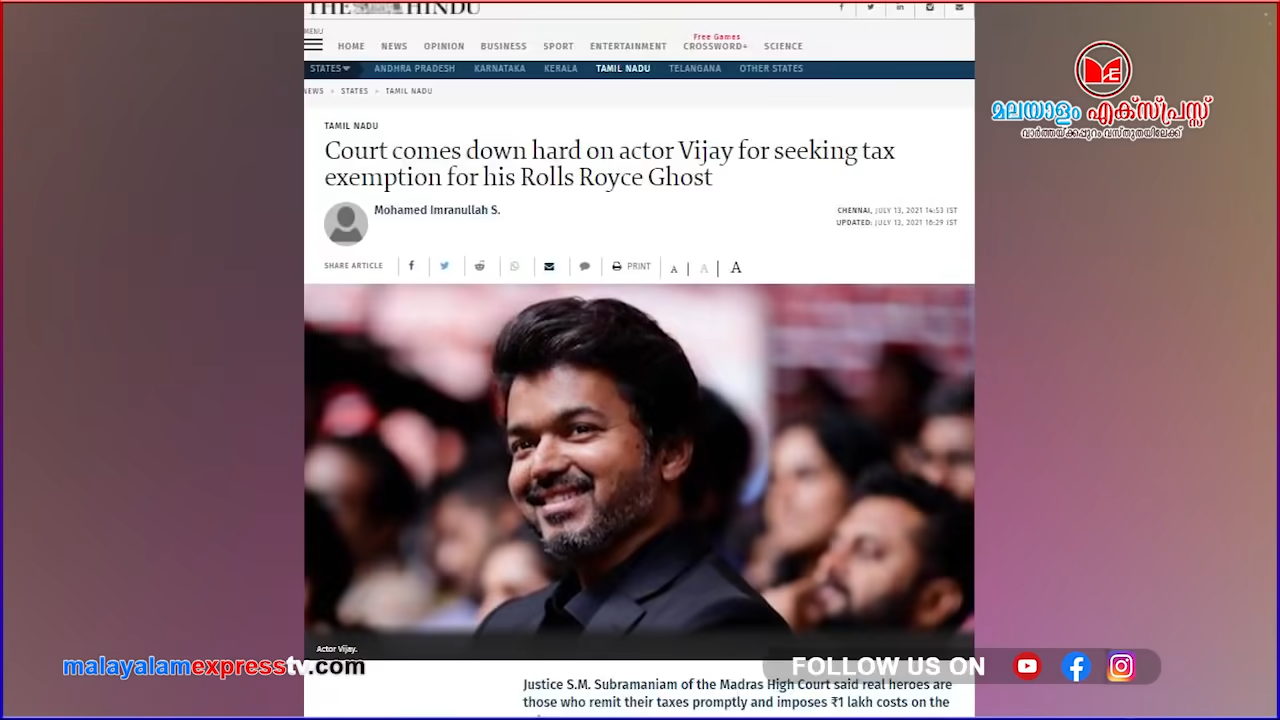 THE HINDU
MENU
HOME NEWS OPINION BUSINESS SPORT ENTERTAINMENT Free Games CROSSWORD+ SCIENCE
STATES ANDHRA PRADESH KARNATAKA KERALA TAMIL NADU TELANGANA OTHER STATES
EWS > STATES > TAMIL NADU
മലയാളം എക്സ്പ്രസ്സ്
വാർത്തയ്ക്കപ്പുറം വസ്തുതയിലേക്ക്
TAMIL NADU
Court comes down hard on actor Vijay for seeking tax
exemption for his Rolls Royce Ghost
Mohamed Imranullah S.
CHENNAI, JULY 13, 2021 14:53 IST
UPDATED: JULY 13, 2021 16:29 IST
SHARE ARTICLE PRINT A A A
Actor Vijay.
malayalamexpresstv.com
FOLLOW US ON
Justice S.M. Subramaniam of the Madras High Court said real heroes are
those who remit their taxes promptly and imposes ₹1 lakh costs on the